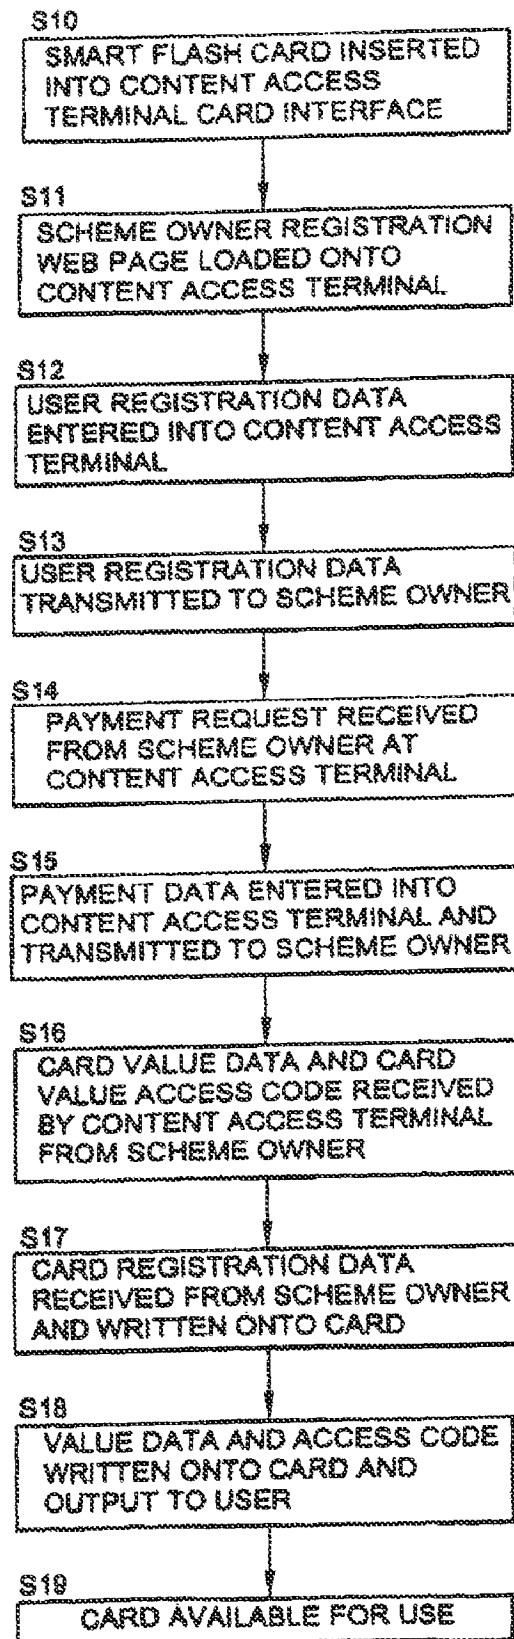 S10
SMART FLASH CARD INSERTED
INTO CONTENT ACCESS
TERMINAL CARD INTERFACE
S11
SCHEME OWNER REGISTRATION
WEB PAGE LOADED ONTO
CONTENT ACCESS TERMINAL
S12
USER REGISTRATION DATA
ENTERED INTO CONTENT ACCESS
TERMINAL
S13
USER REGISTRATION DATA
TRANSMITTED TO SCHEME OWNER
S14
PAYMENT REQUEST RECEIVED
FROM SCHEME OWNER AT
CONTENT ACCESS TERMINAL
S15
PAYMENT DATA ENTERED INTO
CONTENT ACCESS TERMINAL AND
TRANSMITTED TO SCHEME OWNER
S16
CARD VALUE DATA AND CARD
VALUE ACCESS CODE RECEIVED
BY CONTENT ACCESS TERMINAL
FROM SCHEME OWNER
S17
CARD REGISTRATION DATA
RECEIVED FROM SCHEME OWNER
AND WRITTEN ONTO CARD
S18
VALUE DATA AND ACCESS CODE
WRITTEN ONTO CARD AND
OUTPUT TO USER
S19
CARD AVAILABLE FOR USE